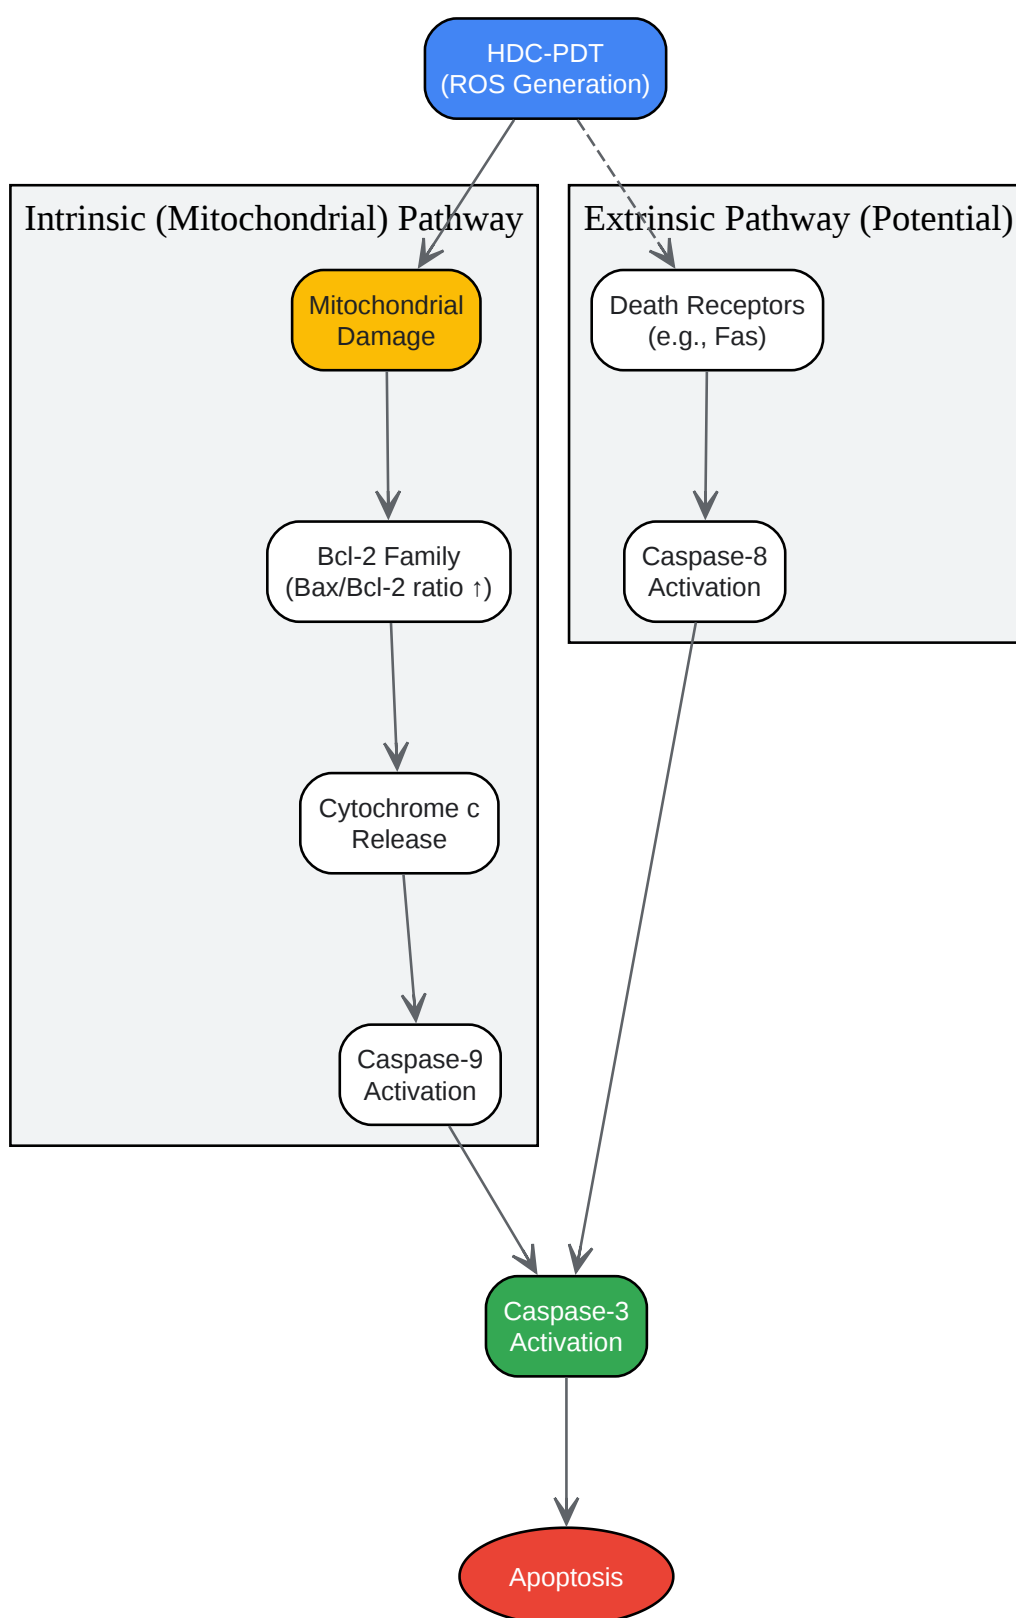 HDC-PDT
(ROS Generation)
Intrinsic (Mitochondrial) Pathway
Extrinsic Pathway (Potential)
Mitochondrial
Damage
Death Receptors
(e.g., Fas)
Bcl-2 Family
(Bax/Bcl-2 ratio ↑)
Caspase-8
Activation
Cytochrome c
Release
Caspase-9
Activation
Caspase-3
Activation
Apoptosis